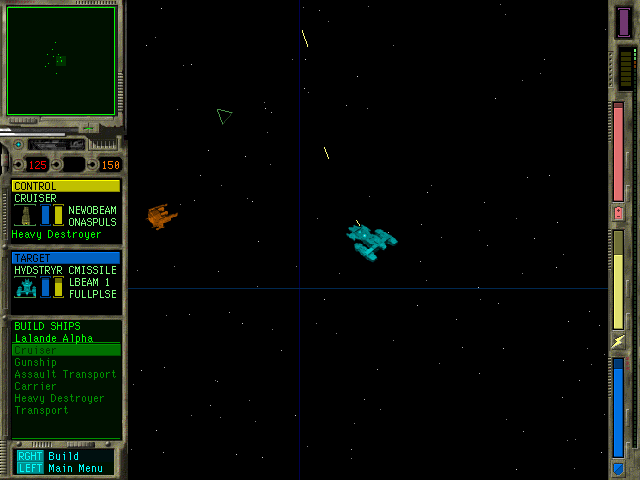 125 150
CONTROL
CRUISER
NEWOBEAM
ONASPULS
Heavy Destroyer
TARGET
HYDSTRYR CMISSILE
LBEAM 1
FULLPLSE
BUILD SHIPS
Lalande Alpha
Cruiser
Gunship
Assault Transport
Carrier
Heavy Destroyer
Transport
RGHT Build
LEFT Main Menu